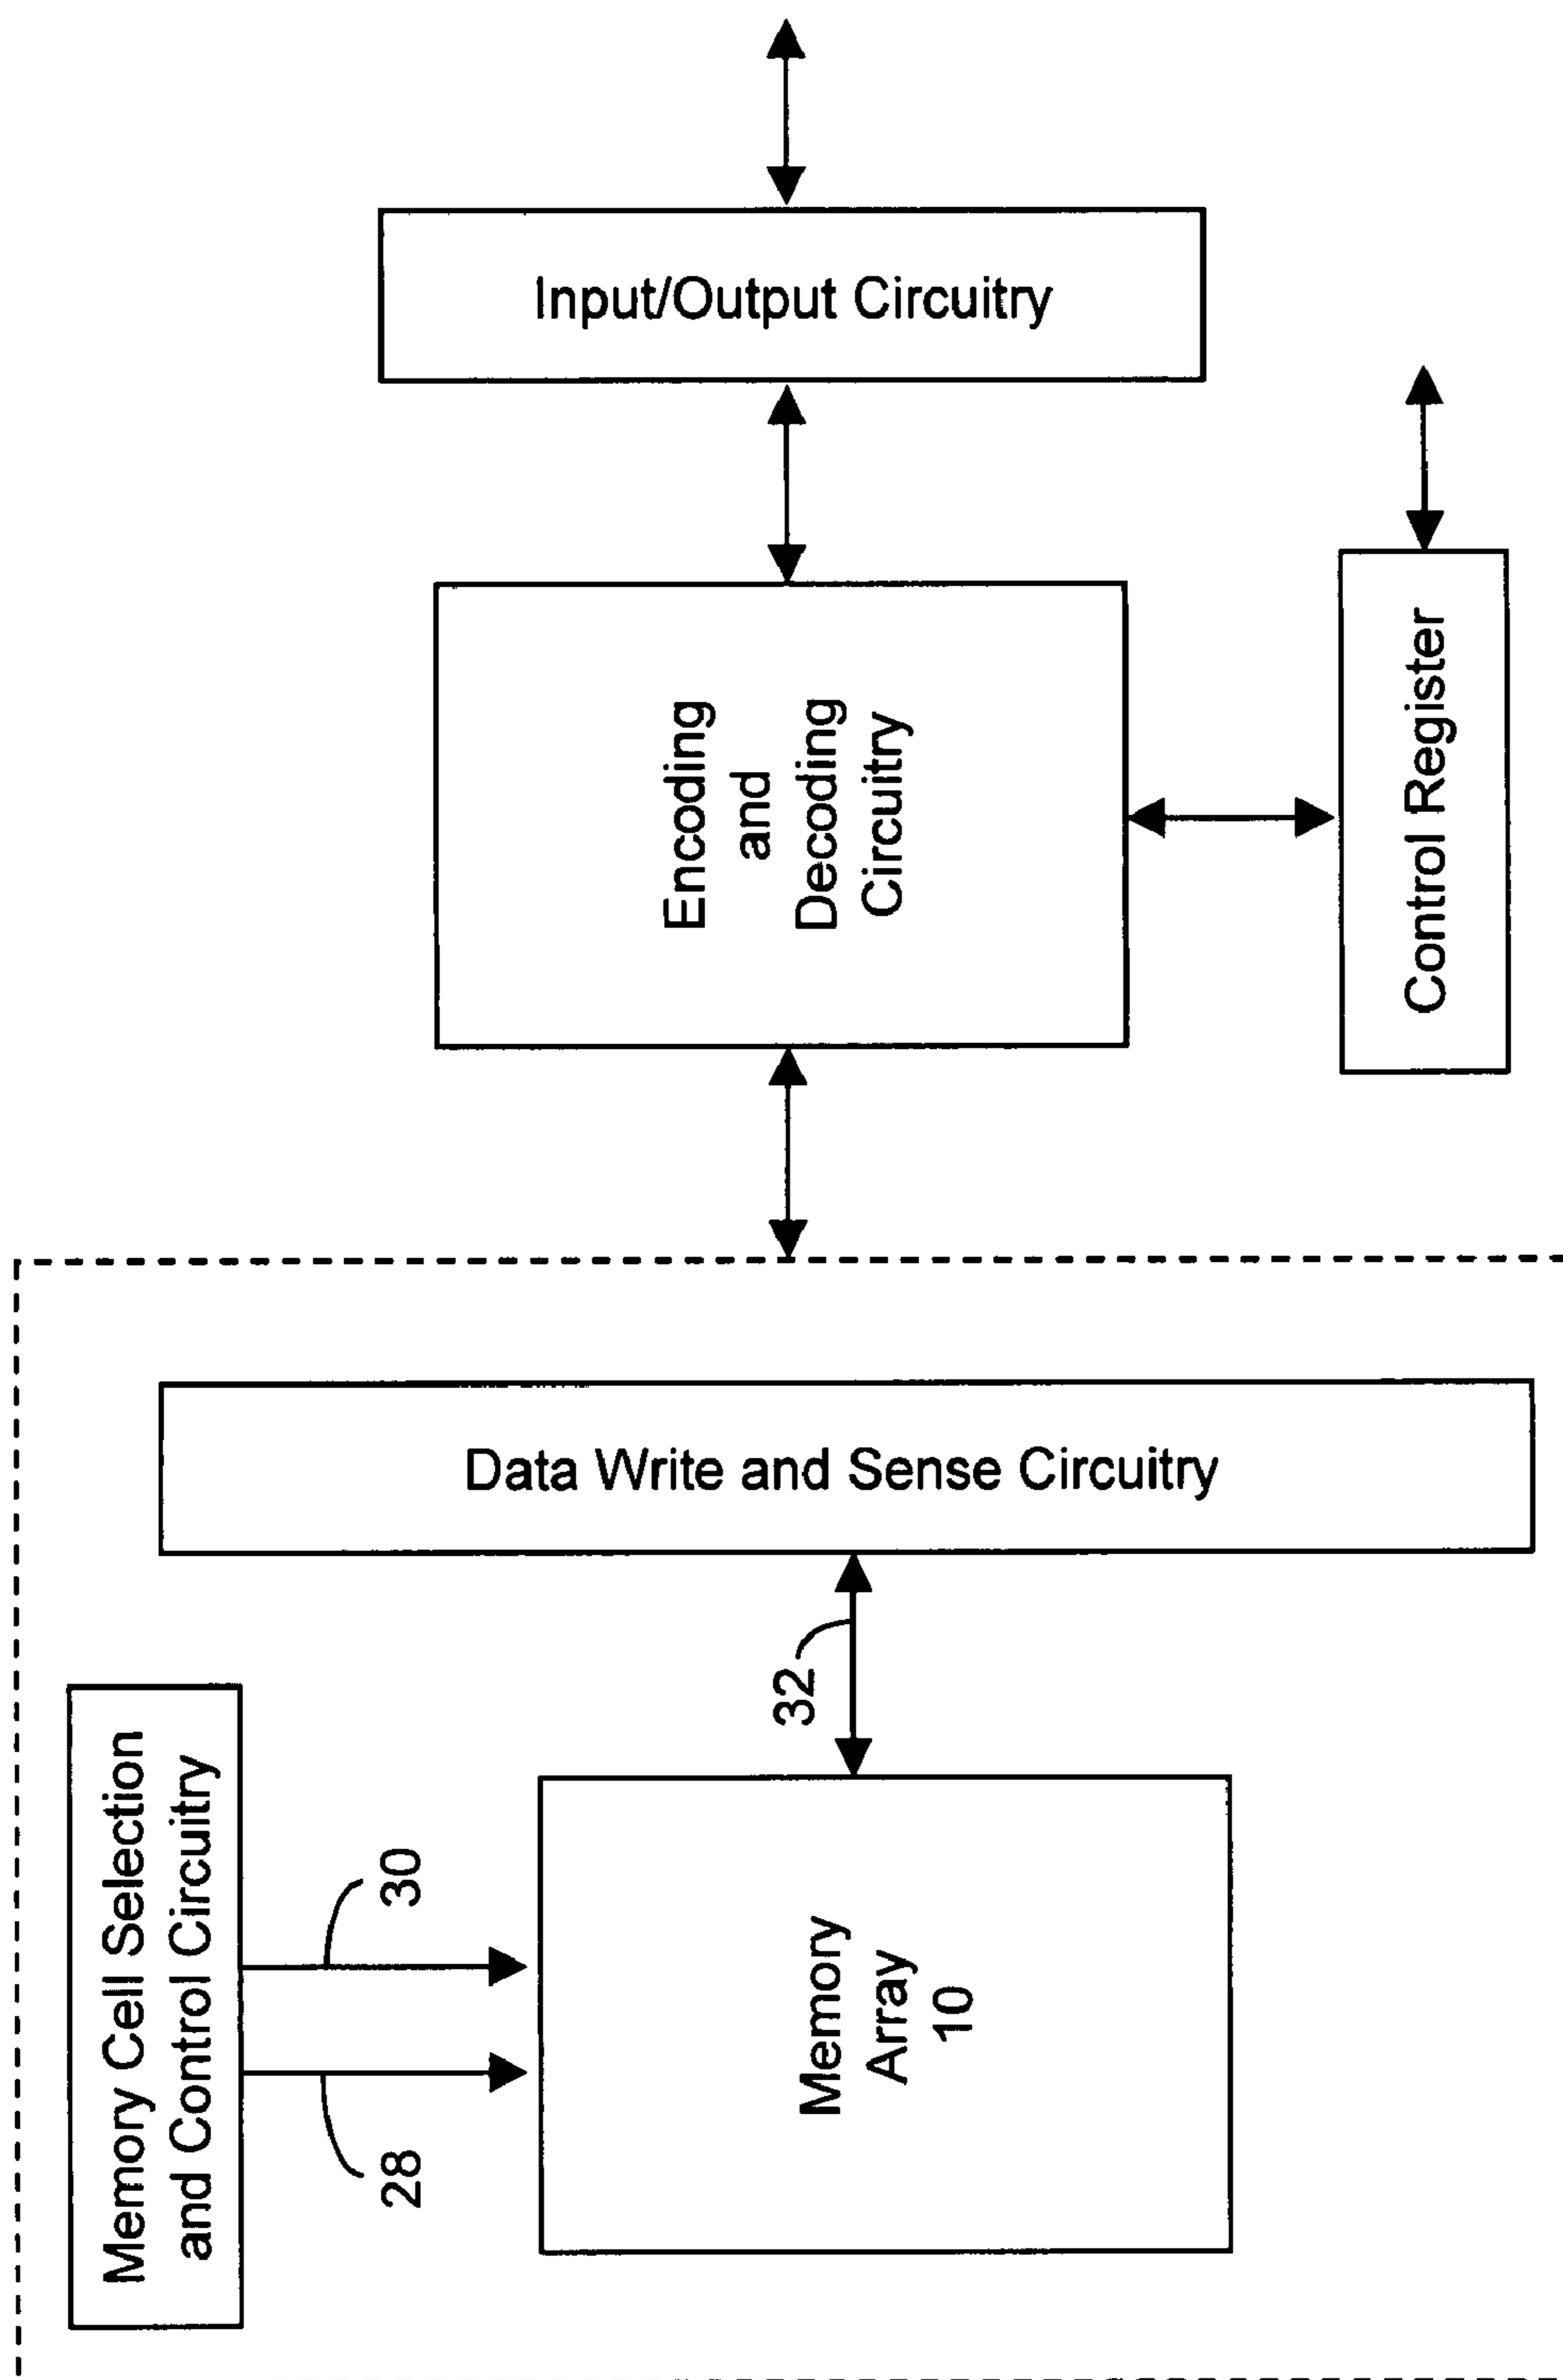 Input/Output Circuitry
Encoding
and
Decoding
Circuitry
Control Register
Data Write and Sense Circuitry
32
Memory Cell Selection
and Control Circuitry
30
28
Memory
Array
10